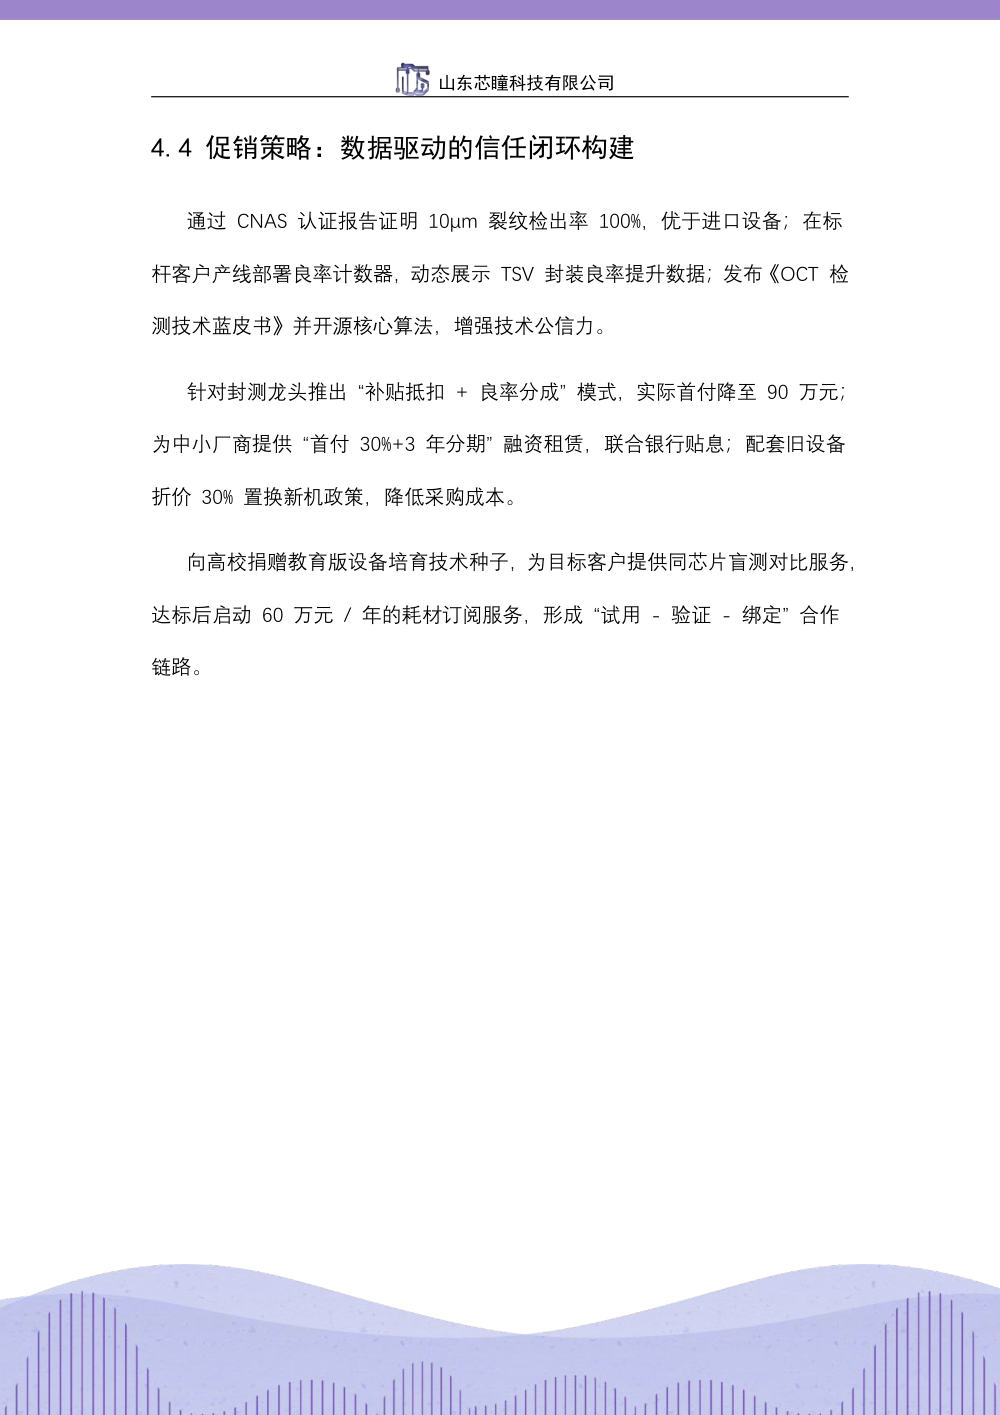 山东芯瞳科技有限公司
4.4 促销策略：数据驱动的信任闭环构建
通过 CNAS 认证报告证明 10μm 裂纹检出率 100%，优于进口设备；在标
杆客户产线部署良率计数器，动态展示 TSV 封装良率提升数据；发布《OCT 检
测技术蓝皮书》并开源核心算法，增强技术公信力。
针对封测龙头推出 “补贴抵扣 + 良率分成” 模式，实际首付降至 90 万元；
为中小厂商提供 “首付 30%+3 年分期” 融资租赁，联合银行贴息；配套旧设备
折价 30% 置换新机政策，降低采购成本。
向高校捐赠教育版设备培育技术种子，为目标客户提供同芯片盲测对比服务，
达标后启动 60 万元 / 年的耗材订阅服务，形成 “试用 - 验证 - 绑定” 合作
链路。